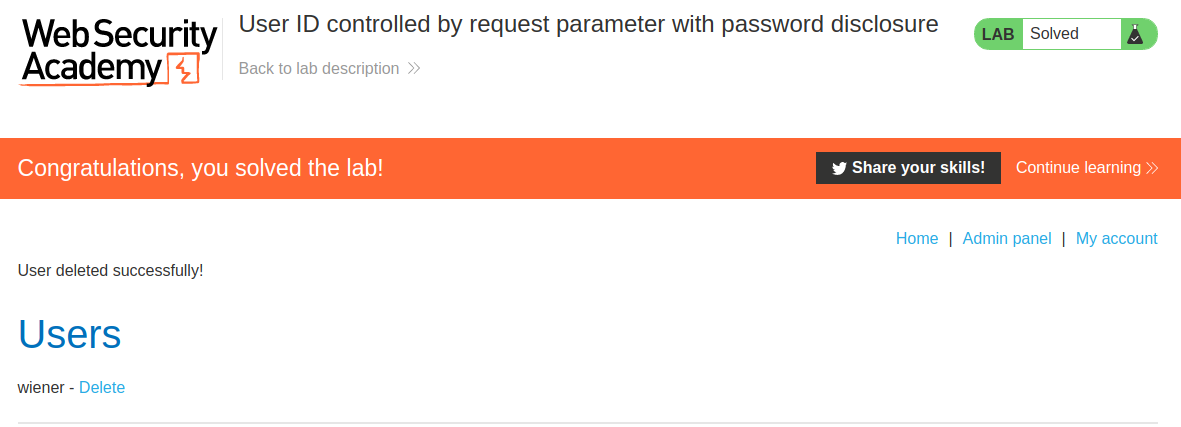 Web Security
Academy
User ID controlled by request parameter with password disclosure
Back to lab description
LAB Solved
Congratulations, you solved the lab!
Share your skills!
Continue learning
Home | Admin panel | My account
User deleted successfully!
Users
wiener - Delete